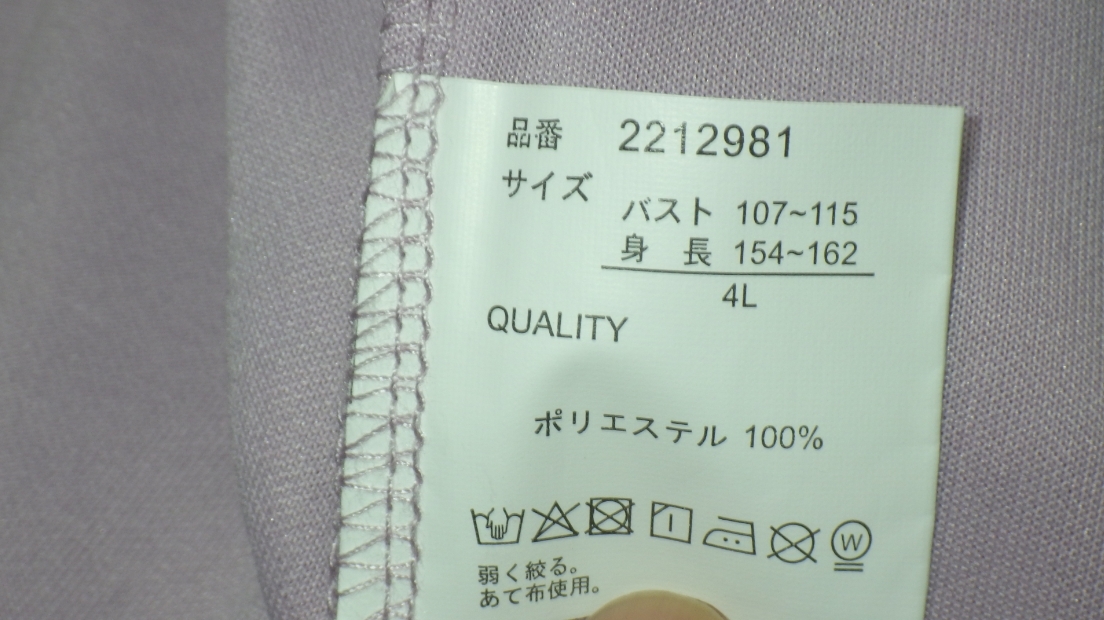 品番 2212981
サイズ
バスト 107~115
身 長 154~162
4L
QUALITY
ポリエステル 100%
W
弱く絞る。
あて布使用。